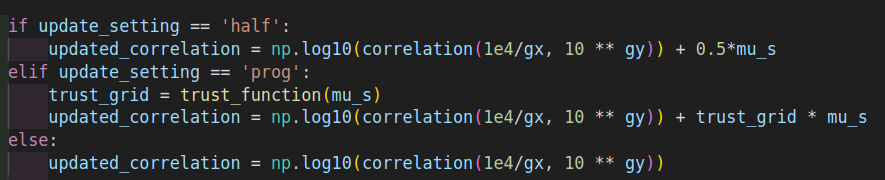 if update_setting == 'half':
    updated_correlation = np.log10(correlation(1e4/gx, 10 ** gy)) + 0.5*mu_s
elif update_setting == 'prog':
    trust_grid = trust_function(mu_s)
    updated_correlation = np.log10(correlation(1e4/gx, 10 ** gy)) + trust_grid * mu_s
else:
    updated_correlation = np.log10(correlation(1e4/gx, 10 ** gy))